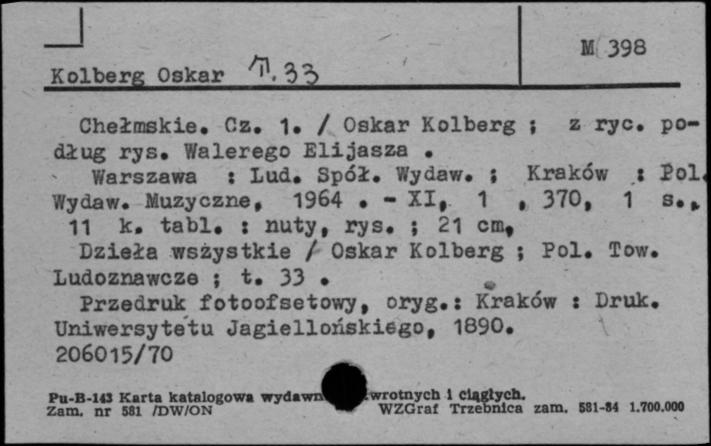 M 398
Kolberg Oskar T. 33
Chełmskie. Cz. 1. / Oskar Kolberg ; z ryc. po-
dług rys. Walerego Elijasza .
Warszawa : Lud. Spół. Wydaw. ; Kraków : Pol.
Wydaw. Muzyczne, 1964 . - XI, 1 , 370, 1 s.,
11 k. tabl. : nuty, rys. ; 21 cm,
Dzieła wszystkie / Oskar Kolberg ; Pol. Tow.
Ludoznawcze ; t. 33 .
Przedruk fotoofsetowy, oryg.: Kraków : Druk.
Uniwersytetu Jagiellońskiego, 1890.
206015/70
Pu-B-143 Karta katalogowa wydawn wrotnych i ciągłych.
Zam. nr 581 /DW/ON WZGraf Trzebnica zam. 581-84 1.700.000